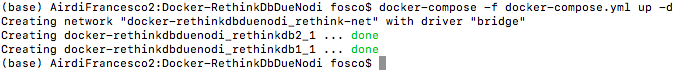 (base) AirdiFrancesco2:Docker-RethinkDbDueNodi fosco$ docker-compose -f docker-compose.yml up -d
Creating network "docker-rethinkdbduenodi_rethink-net" with driver "bridge"
Creating docker-rethinkdbduenodi_rethinkdb2_1 ... done
Creating docker-rethinkdbduenodi_rethinkdb1_1 ... done
(base) AirdiFrancesco2:Docker-RethinkDbDueNodi fosco$